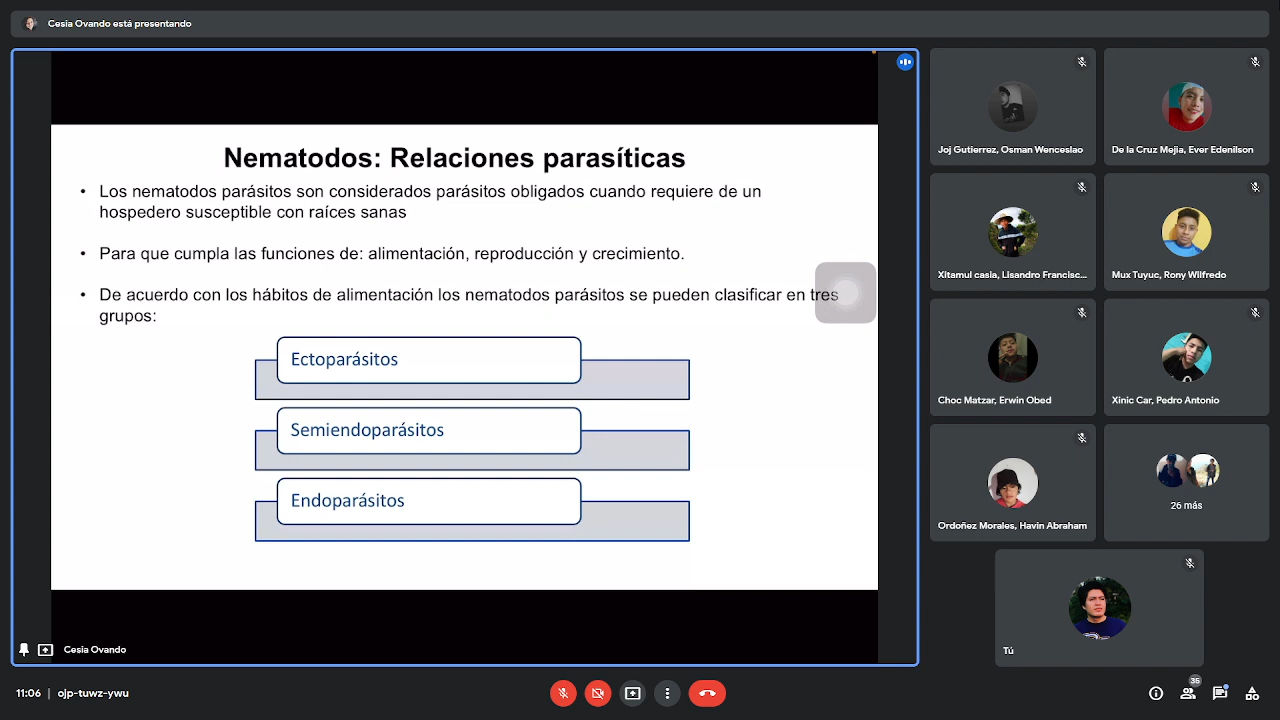 Cesia Ovando está presentando
Nematodos: Relaciones parasíticas
• Los nematodos parásitos son considerados parásitos obligados cuando requiere de un
hospedero susceptible con raíces sanas
• Para que cumpla las funciones de: alimentación, reproducción y crecimiento.
• De acuerdo con los hábitos de alimentación los nematodos parásitos se pueden clasificar en tres
grupos:
Ectoparásitos
Semiendoparásitos
Endoparásitos
Cesia Ovando
Joj Gutierrez, Osman Wenceslao
De la Cruz Mejia, Ever Edenilson
Xitamul casia, Lisandro Francisc...
Mux Tuyuc, Rony Wilfredo
Choc Matzar, Erwin Obed
Xinic Car, Pedro Antonio
Ordoñez Morales, Havin Abraham
26 más
Tú
11:06 | ojp-tuwz-ywu
35